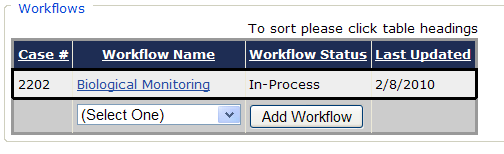 Workflows
To sort please click table headings
Case # Workflow Name Workflow Status Last Updated
2202 Biological Monitoring In-Process 2/8/2010
(Select One) Add Workflow